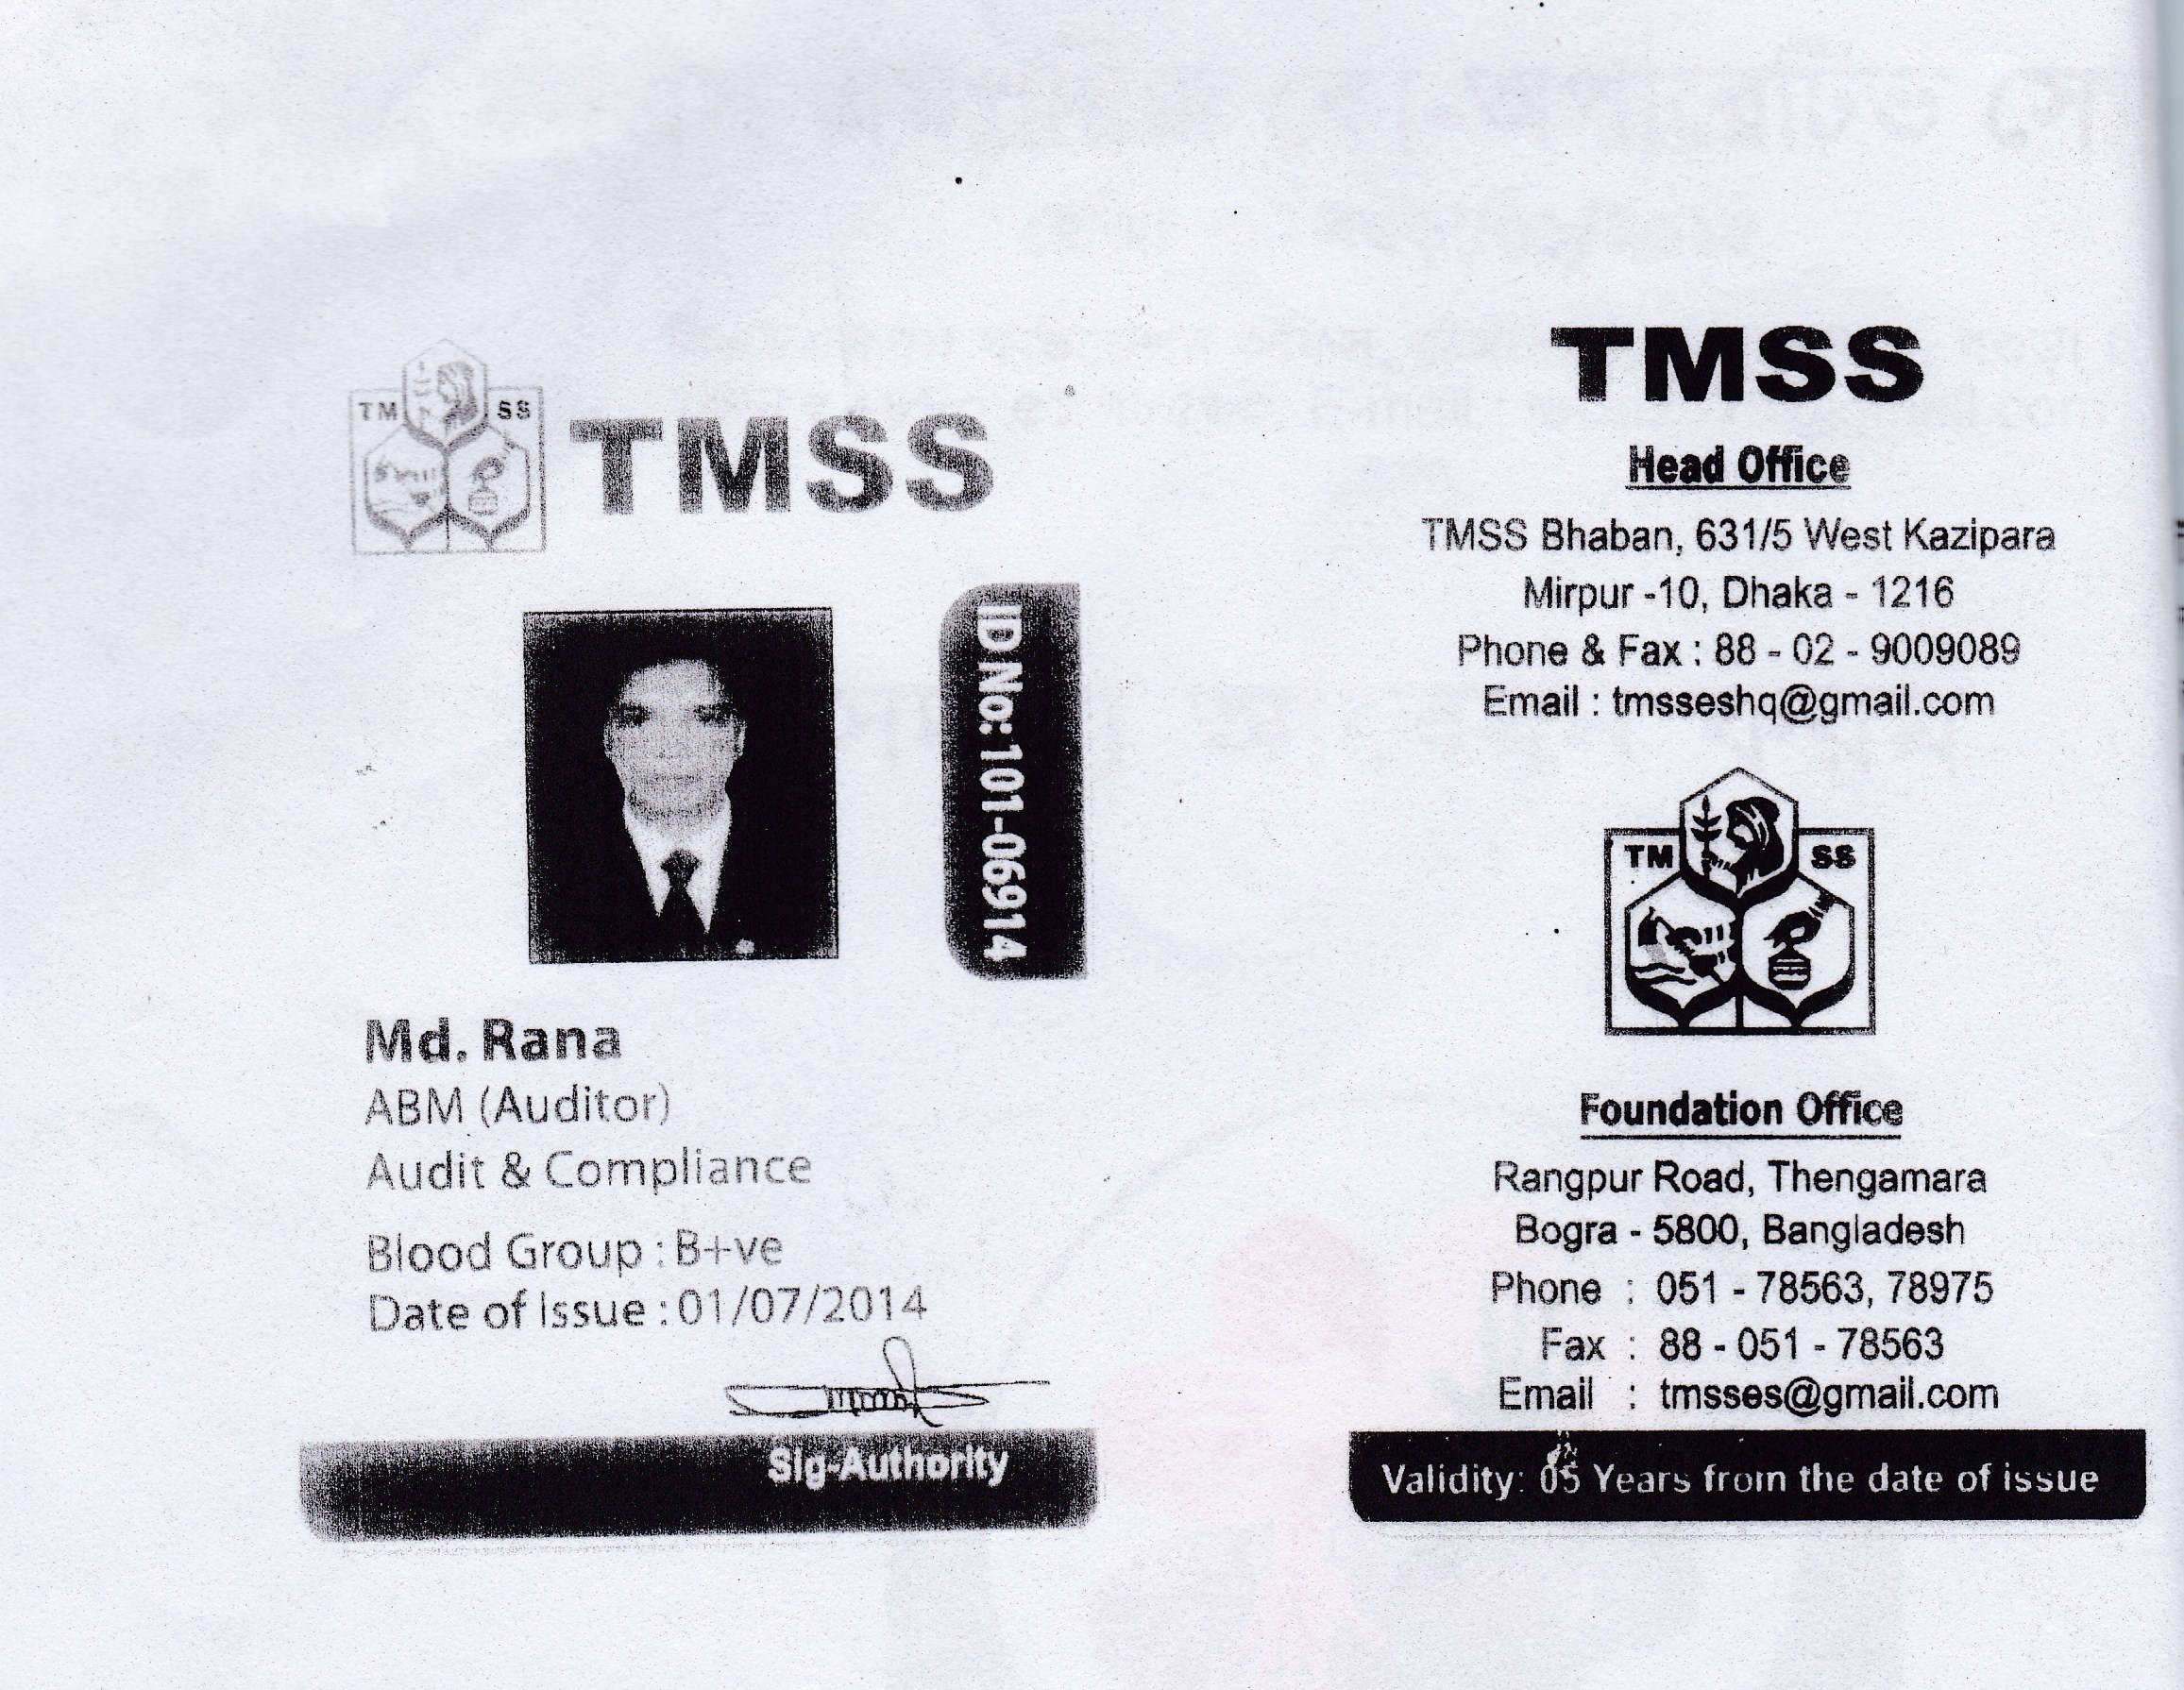 TM SS
TMSS
ID No: 101-06914
Md. Rana
ABM (Auditor)
Audit & Compliance
Blood Group : B+ve
Date of Issue : 01/07/2014
Sig-Authority
TMSS
Head Office
TMSS Bhaban, 631/5 West Kazipara
Mirpur -10, Dhaka - 1216
Phone & Fax : 88 - 02 - 9009089
Email : tmsseshq@gmail.com
TM SS
Foundation Office
Rangpur Road, Thengamara
Bogra - 5800, Bangladesh
Phone : 051 - 78563, 78975
Fax : 88 - 051 - 78563
Email : tmsses@gmail.com
Validity: 05 Years from the date of issue